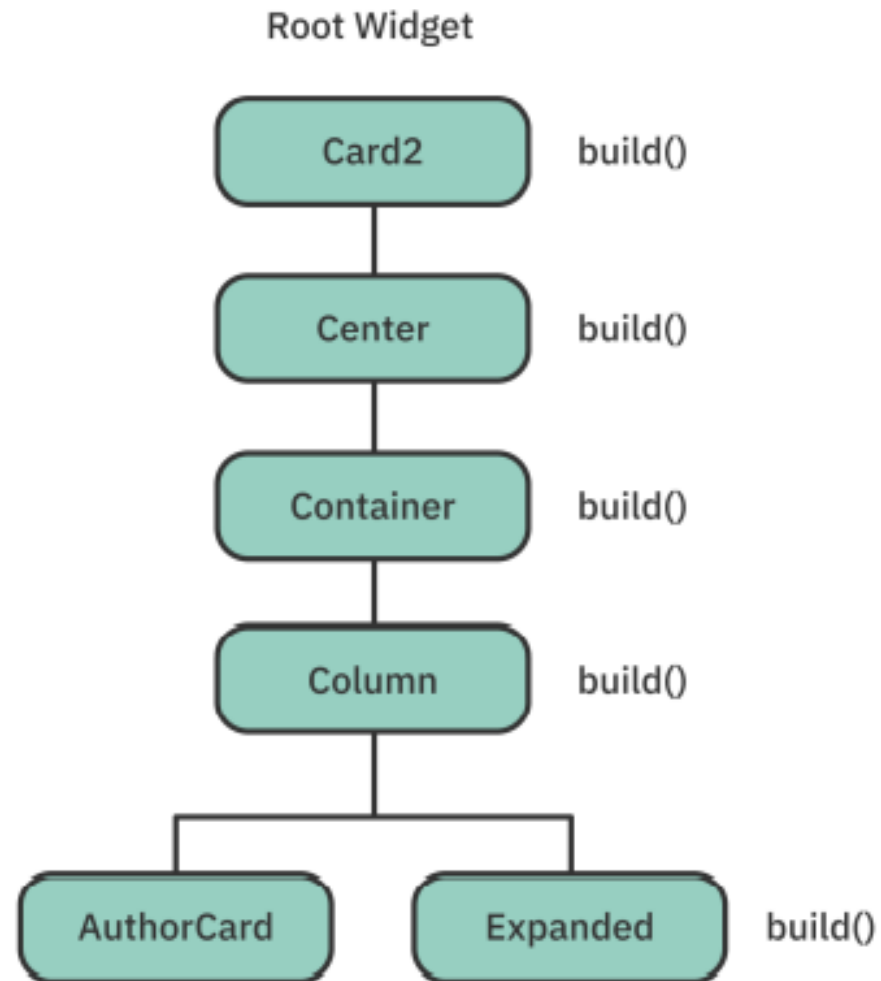 Root Widget
Card2 build()
Center build()
Container build()
Column build()
AuthorCard Expanded build()